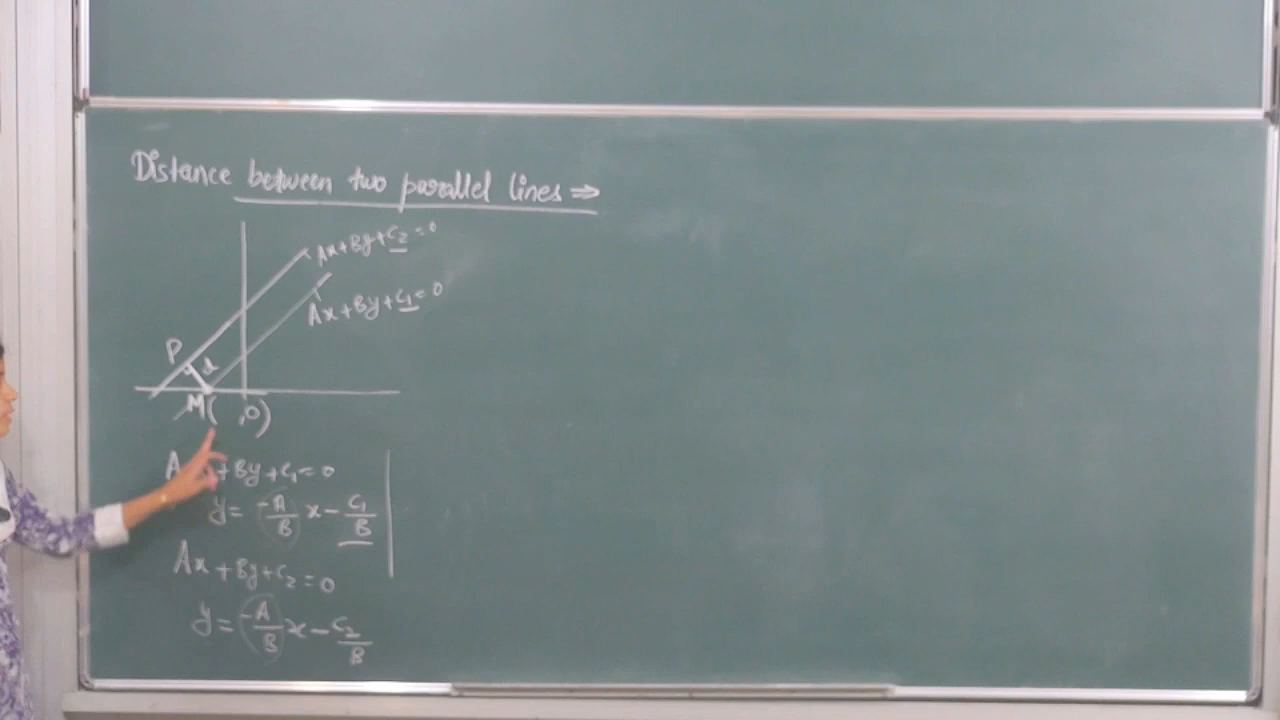 Distance between two parallel lines ⇒
Ax+By+C₂=0
Ax+By+C₁=0
P
d
M( ,0)
A +By+C₁=0
y= -A/B x - C₁/B
Ax+By+C₂=0
y= -A/B x - C₂/B